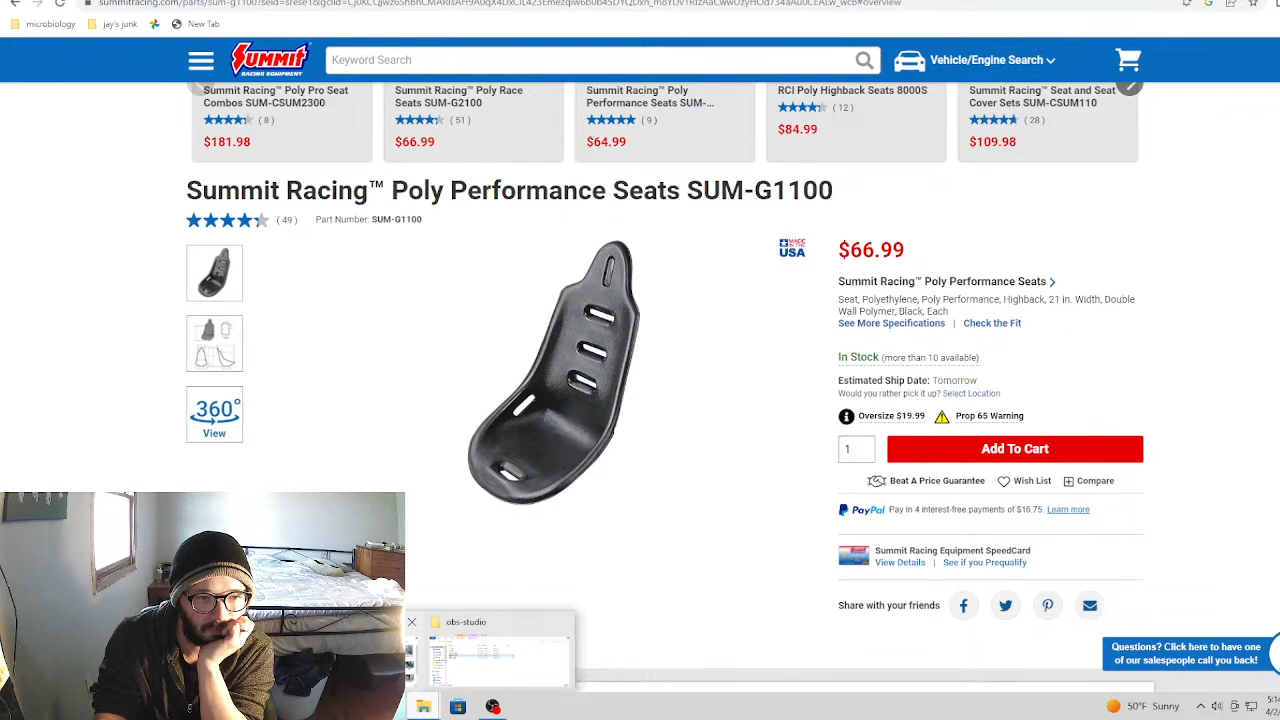 microbiology
jay's junk
New Tab
SUMMIT
RACING EQUIPMENT
Keyword Search
Vehicle/Engine Search
Summit Racing™ Poly Pro Seat
Combos SUM-CSUM2300
( 8 )
$181.98
Summit Racing™ Poly Race
Seats SUM-G2100
( 51 )
$66.99
Summit Racing™ Poly
Performance Seats SUM-...
( 9 )
$64.99
RCI Poly Highback Seats 8000S
( 12 )
$84.99
Summit Racing™ Seat and Seat
Cover Sets SUM-CSUM110
( 28 )
$109.98
Summit Racing™ Poly Performance Seats SUM-G1100
( 49 )
Part Number: SUM-G1100
360°
View
MADE
IN THE
USA
$66.99
Summit Racing™ Poly Performance Seats
Seat, Polyethylene, Poly Performance, Highback, 21 in. Width, Double
Wall Polymer, Black, Each
See More Specifications | Check the Fit
In Stock (more than 10 available)
Estimated Ship Date: Tomorrow
Would you rather pick it up? Select Location
Oversize $19.99
Prop 65 Warning
1
Add To Cart
Beat A Price Guarantee
Wish List
Compare
PayPal Pay in 4 interest-free payments of $16.75. Learn more
Summit Racing Equipment SpeedCard
View Details | See if you Prequalify
Share with your friends
Questions? Click here to have one
of our salespeople call you back!
obs-studio
50°F Sunny